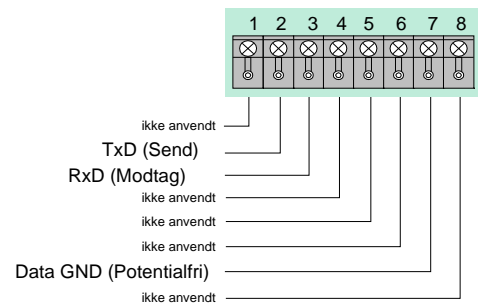 1 2 3 4 5 6 7 8
ikke anvendt
TxD (Send)
RxD (Modtag)
ikke anvendt
ikke anvendt
ikke anvendt
Data GND (Potentialfri)
ikke anvendt